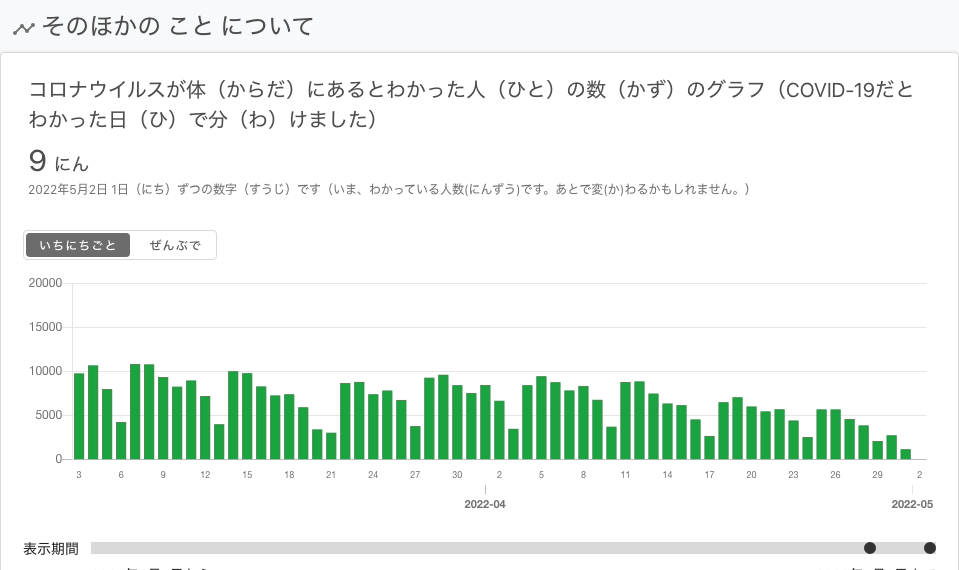 そのほかの こと について
コロナウイルスが体（からだ）にあるとわかった人（ひと）の数（かず）のグラフ（COVID-19だと
わかった日（ひ）で分（わ）けました）
9 にん
2022年5月2日 1日（にち）ずつの数字（すうじ）です（いま、わかっている人数(にんずう)です。あとで変(か)わるかもしれません。）
いちにちごと ぜんぶで
20000
15000
10000
5000
0
3 6 9 12 15 18 21 24 27 30 2 5 8 11 14 17 20 23 26 29 2
2022-04 2022-05
表示期間